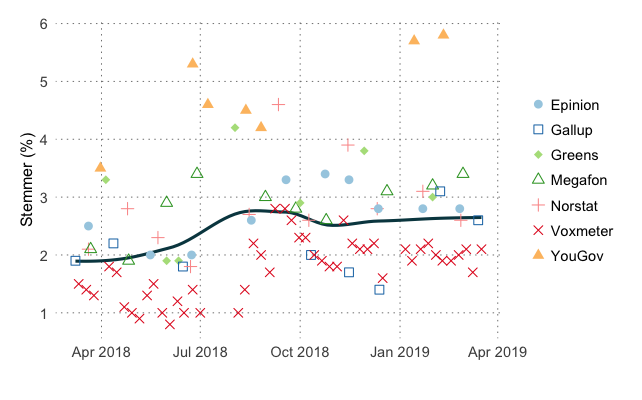 6
5
4
3
2
1
Stemmer (%)
Apr 2018
Jul 2018
Oct 2018
Jan 2019
Apr 2019
Epinion
Gallup
Greens
Megafon
Norstat
Voxmeter
YouGov